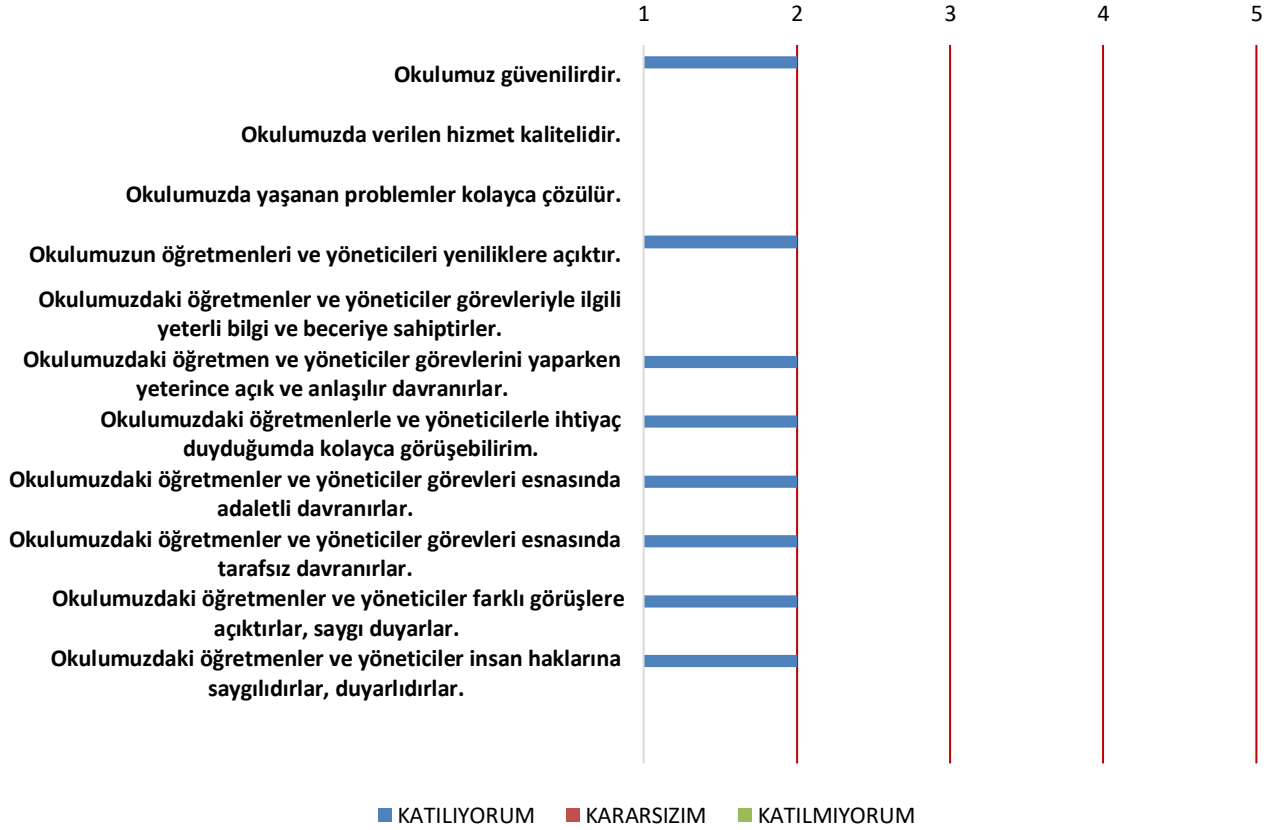 1 2 3 4 5
Okulumuz güvenilirdir.
Okulumuzda verilen hizmet kalitelidir.
Okulumuzda yaşanan problemler kolayca çözülür.
Okulumuzun öğretmenleri ve yöneticileri yeniliklere açıktır.
Okulumuzdaki öğretmenler ve yöneticiler görevleriyle ilgili
yeterli bilgi ve beceriye sahiptirler.
Okulumuzdaki öğretmen ve yöneticiler görevlerini yaparken
yeterince açık ve anlaşılır davranırlar.
Okulumuzdaki öğretmenlerle ve yöneticilerle ihtiyaç
duyduğumda kolayca görüşebilirim.
Okulumuzdaki öğretmenler ve yöneticiler görevleri esnasında
adaletli davranırlar.
Okulumuzdaki öğretmenler ve yöneticiler görevleri esnasında
tarafsız davranırlar.
Okulumuzdaki öğretmenler ve yöneticiler farklı görüşlere
açıktırlar, saygı duyarlar.
Okulumuzdaki öğretmenler ve yöneticiler insan haklarına
saygılıdırlar, duyarlıdırlar.
KATILIYORUM KARARSIZIM KATILMIYORUM